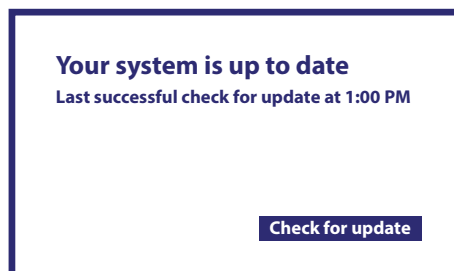 Your system is up to date
Last successful check for update at 1:00 PM
Check for update